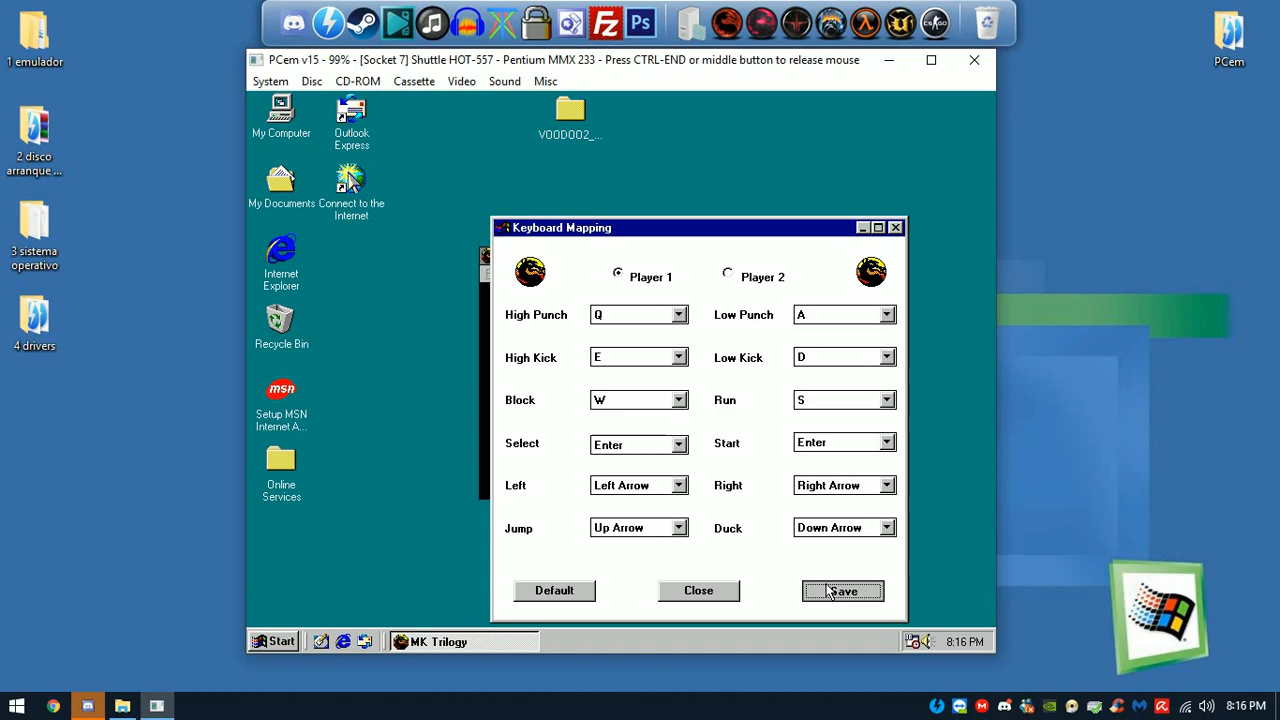 Ps
CS:GO
1 emulador
2 disco
arranque ...
3 sistema
operativo
4 drivers
PCem
PCem v15 - 99% - [Socket 7] Shuttle HOT-557 - Pentium MMX 233 - Press CTRL-END or middle button to release mouse
System Disc CD-ROM Cassette Video Sound Misc
My Computer
Outlook
Express
V00D002_...
My Documents
Connect to the
Internet
Internet
Explorer
Recycle Bin
msn
Setup MSN
Internet A...
Online
Services
Keyboard Mapping
Player 1 Player 2
High Punch Q Low Punch A
High Kick E Low Kick D
Block W Run S
Select Enter Start Enter
Left Left Arrow Right Right Arrow
Jump Up Arrow Duck Down Arrow
Default Close Save
Start MK Trilogy 8:16 PM
8:16 PM